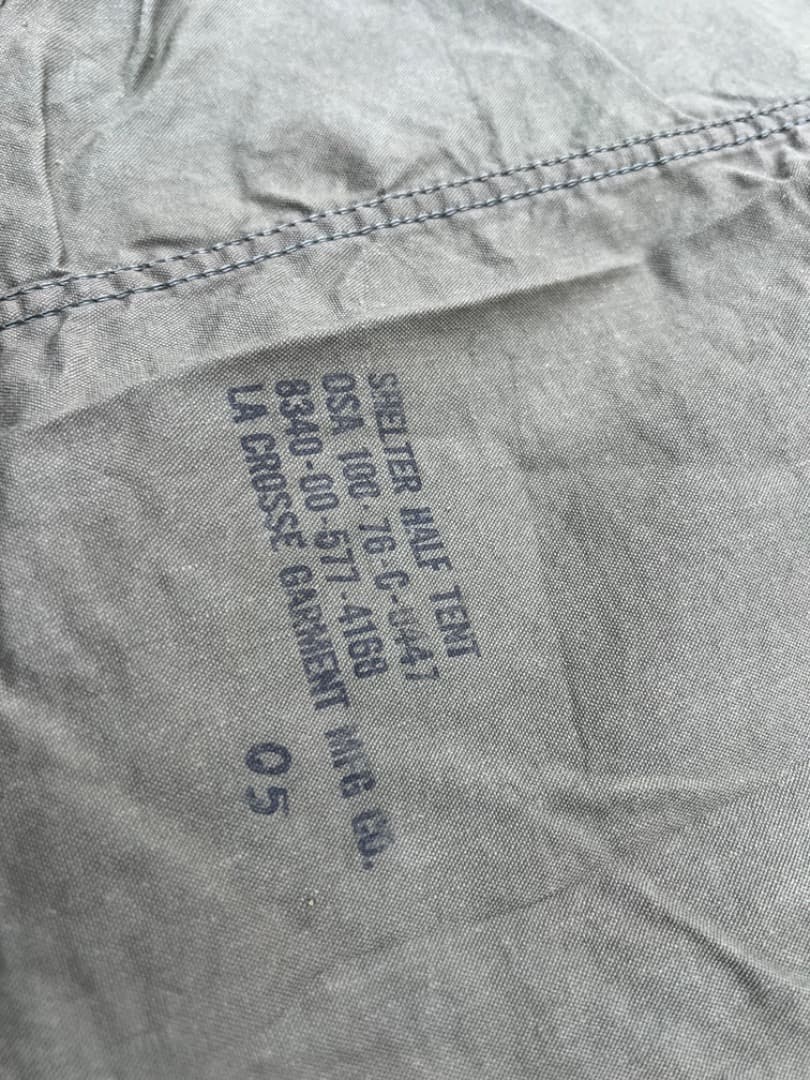 SHELTER HALF TENT
DSA 100-76-C-0447
8340-00-577-4168
LA CROSSE GARMENT MFG CO.
05